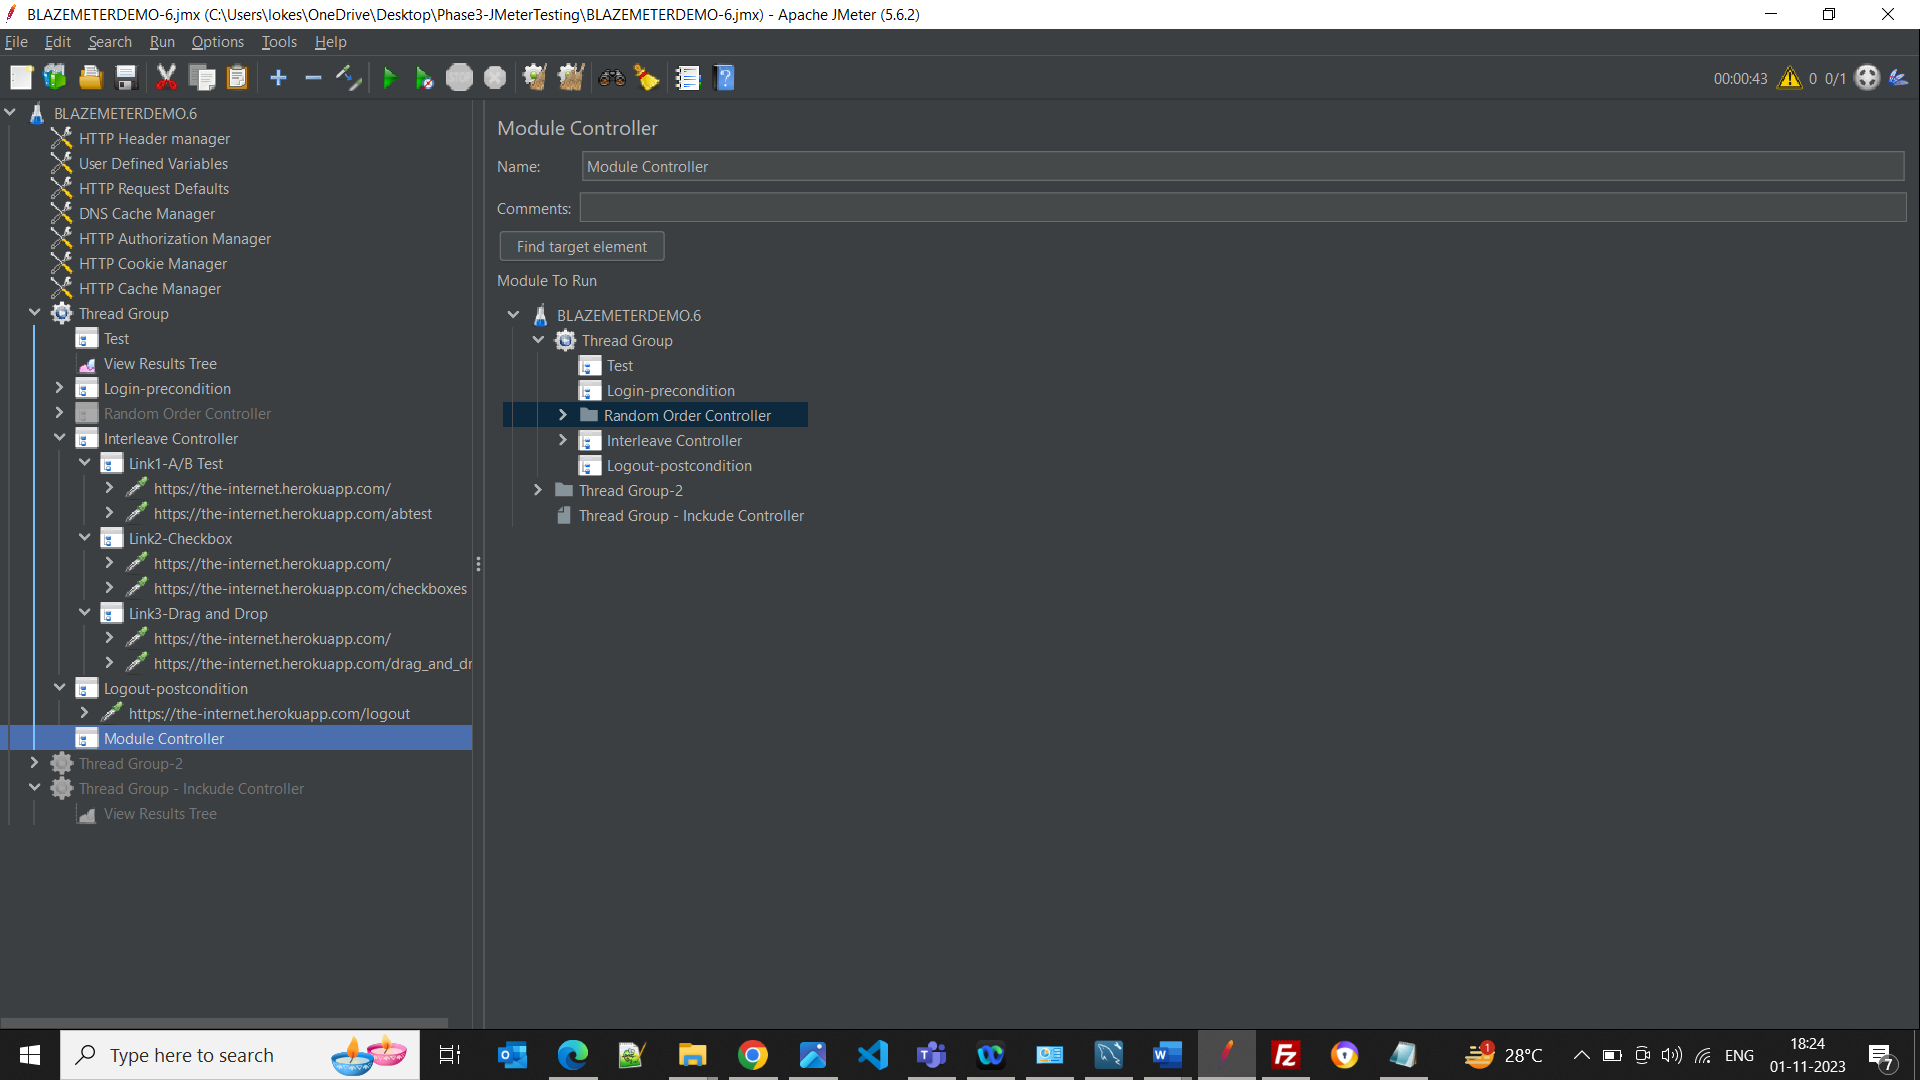 BLAZEMETERDEMO-6.jmx (C:\Users\lokes\OneDrive\Desktop\Phase3-JMeterTesting\BLAZEMETERDEMO-6.jmx) - Apache JMeter (5.6.2)
File Edit Search Run Options Tools Help
STOP
00:00:43 0 0/1
BLAZEMETERDEMO.6
HTTP Header manager
User Defined Variables
HTTP Request Defaults
DNS Cache Manager
HTTP Authorization Manager
HTTP Cookie Manager
HTTP Cache Manager
Thread Group
Test
View Results Tree
Login-precondition
Random Order Controller
Interleave Controller
Link1-A/B Test
https://the-internet.herokuapp.com/
https://the-internet.herokuapp.com/abtest
Link2-Checkbox
https://the-internet.herokuapp.com/
https://the-internet.herokuapp.com/checkboxes
Link3-Drag and Drop
https://the-internet.herokuapp.com/
https://the-internet.herokuapp.com/drag_and_dr
Logout-postcondition
https://the-internet.herokuapp.com/logout
Module Controller
Thread Group-2
Thread Group - Inckude Controller
View Results Tree
Module Controller
Name: Module Controller
Comments:
Find target element
Module To Run
BLAZEMETERDEMO.6
Thread Group
Test
Login-precondition
Random Order Controller
Interleave Controller
Logout-postcondition
Thread Group-2
Thread Group - Inckude Controller
Type here to search
1
28°C
ENG
18:24
01-11-2023
7